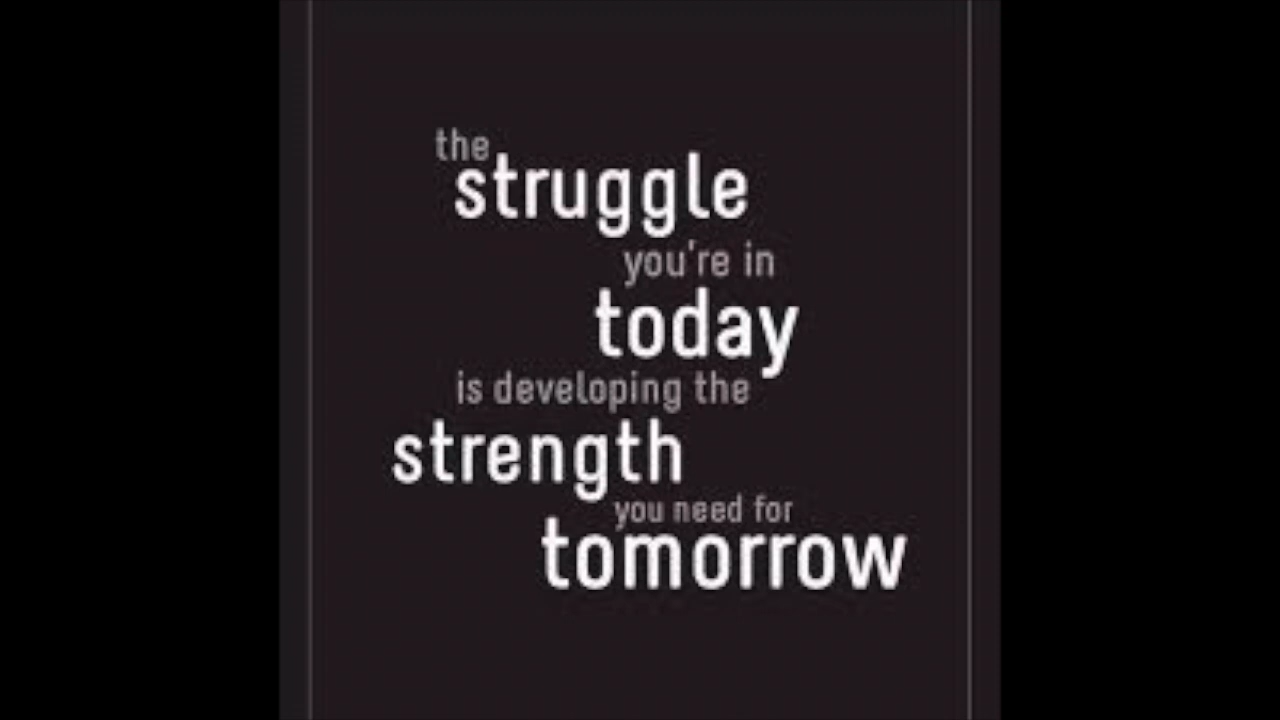 the
struggle
you're in
today
is developing the
strength
you need for
tomorrow